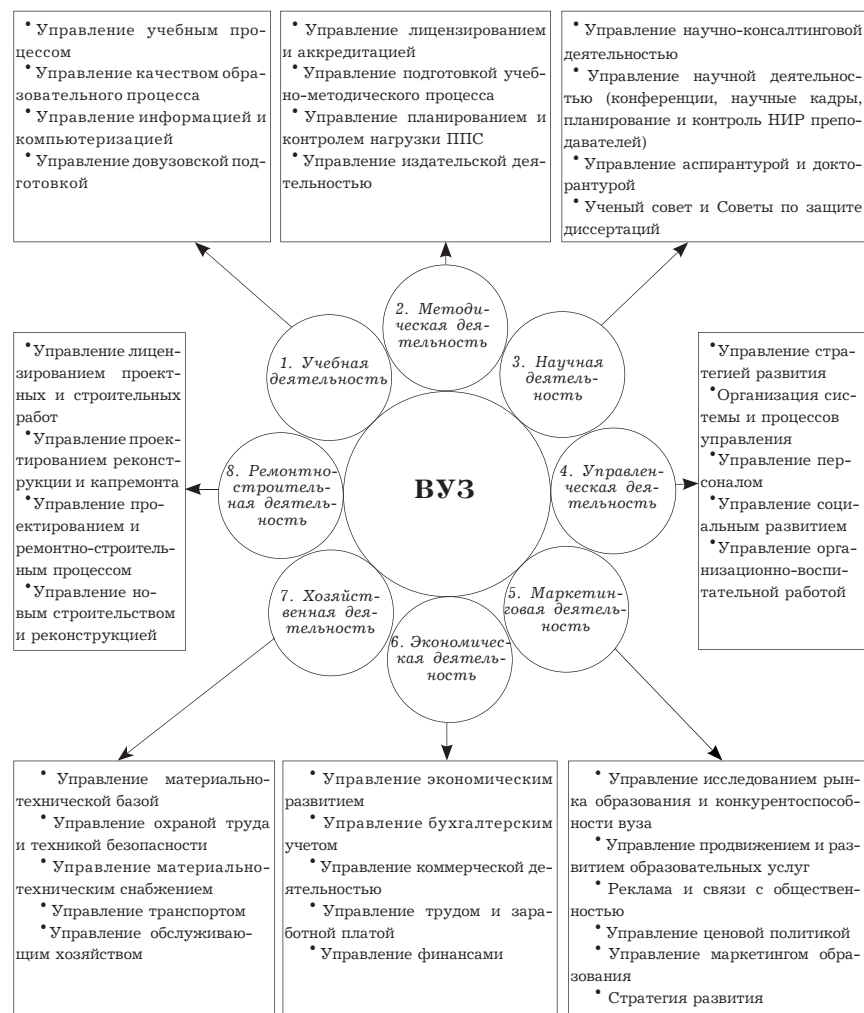 • Управление учебным про-
цессом
• Управление качеством обра-
зовательного процесса
• Управление информацией и
компьютеризацией
• Управление довузовской под-
готовкой
• Управление лицензированием
и аккредитацией
• Управление подготовкой учеб-
но-методического процесса
• Управление планированием и
контролем нагрузки ППС
• Управление издательской дея-
тельностью
• Управление научно-консалтинговой
деятельностью
• Управление научной деятельнос-
тью (конференции, научные кадры,
планирование и контроль НИР препо-
давателей)
• Управление аспирантурой и докто-
рантурой
• Ученый совет и Советы по защите
диссертаций
2. Методи-
ческая дея-
тельность
1. Учебная
деятельность
3. Научная
деятель-
ность
• Управление лицен-
зированием проект-
ных и строительных
работ
• Управление проек-
тированием реконст-
рукции и капремонта
• Управление про-
ектированием и
ремонтно-строитель-
ным процессом
• Управление но-
вым строительством
и реконструкцией
8. Ремонтно-
строитель-
ная деятель-
ность
ВУЗ
4. Управлен-
ческая дея-
тельность
• Управление стра-
тегией развития
• Организация сис-
темы и процессов
управления
• Управление пер-
соналом
• Управление соци-
альным развитием
• Управление орга-
низационно-воспи-
тательной работой
7. Хозяйст-
венная дея-
тельность
6. Экономичес-
кая деятель-
ность
5. Маркетин-
говая деятель-
ность
• Управление материально-
технической базой
• Управление охраной труда
и техникой безопасности
• Управление материально-
техническим снабжением
• Управление транспортом
• Управление обслуживаю-
щим хозяйством
• Управление экономическим
развитием
• Управление бухгалтерским
учетом
• Управление коммерческой де-
ятельностью
• Управление трудом и зара-
ботной платой
• Управление финансами
• Управление исследованием рын-
ка образования и конкурентоспособ-
ности вуза
• Управление продвижением и раз-
витием образовательных услуг
• Реклама и связи с обществен-
ностью
• Управление ценовой политикой
• Управление маркетингом обра-
зования
• Стратегия развития